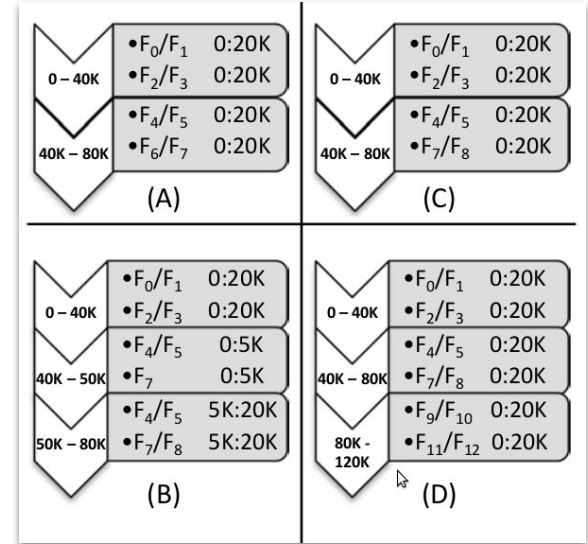 0 – 40K
•F₀/F₁ 0:20K
•F₂/F₃ 0:20K
40K – 80K
•F₄/F₅ 0:20K
•F₆/F₇ 0:20K
(A)
0 – 40K
•F₀/F₁ 0:20K
•F₂/F₃ 0:20K
40K – 80K
•F₄/F₅ 0:20K
•F₇/F₈ 0:20K
(C)
0 – 40K
•F₀/F₁ 0:20K
•F₂/F₃ 0:20K
40K – 50K
•F₄/F₅ 0:5K
•F₇ 0:5K
50K – 80K
•F₄/F₅ 5K:20K
•F₇/F₈ 5K:20K
(B)
0 – 40K
•F₀/F₁ 0:20K
•F₂/F₃ 0:20K
40K – 80K
•F₄/F₅ 0:20K
•F₇/F₈ 0:20K
80K -
120K
•F₉/F₁₀ 0:20K
•F₁₁/F₁₂ 0:20K
(D)